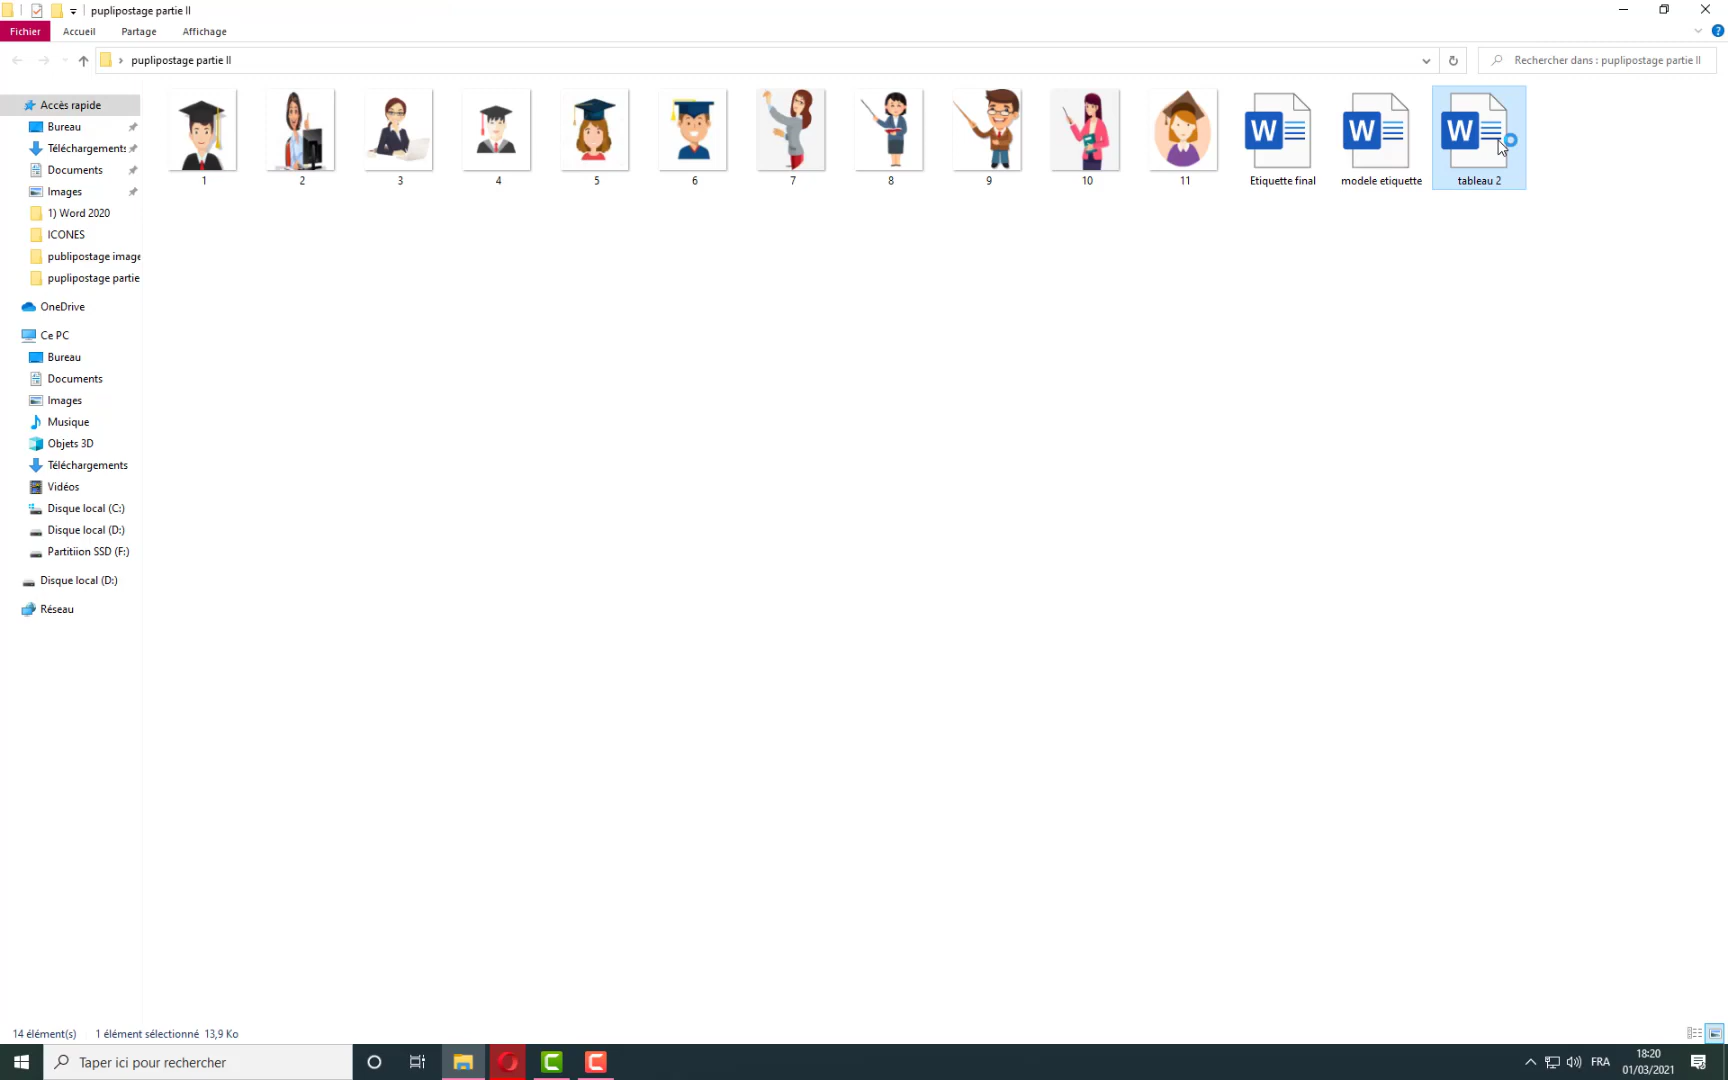 puplipostage partie II
Fichier
Accueil
Partage
Affichage
puplipostage partie II
Rechercher dans : puplipostage partie II
Accès rapide
Bureau
Téléchargements
Documents
Images
1) Word 2020
ICONES
publipostage image
puplipostage partie
OneDrive
Ce PC
Bureau
Documents
Images
Musique
Objets 3D
Téléchargements
Vidéos
Disque local (C:)
Disque local (D:)
Partitiion SSD (F:)
Disque local (D:)
Réseau
1
2
3
4
5
6
7
8
9
10
11
W
Etiquette final
W
modele etiquette
W
tableau 2
14 élément(s)
1 élément sélectionné 13,9 Ko
Taper ici pour rechercher
FRA
18:20
01/03/2021